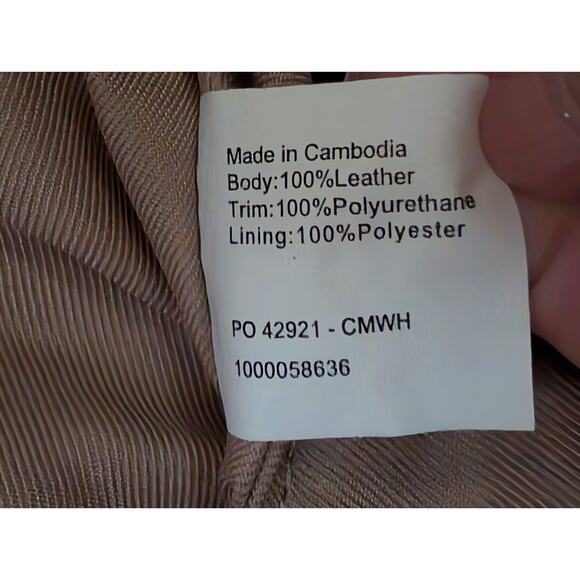 Made in Cambodia
Body:100%Leather
Trim:100%Polyurethane
Lining:100%Polyester
PO 42921 - CMWH
1000058636